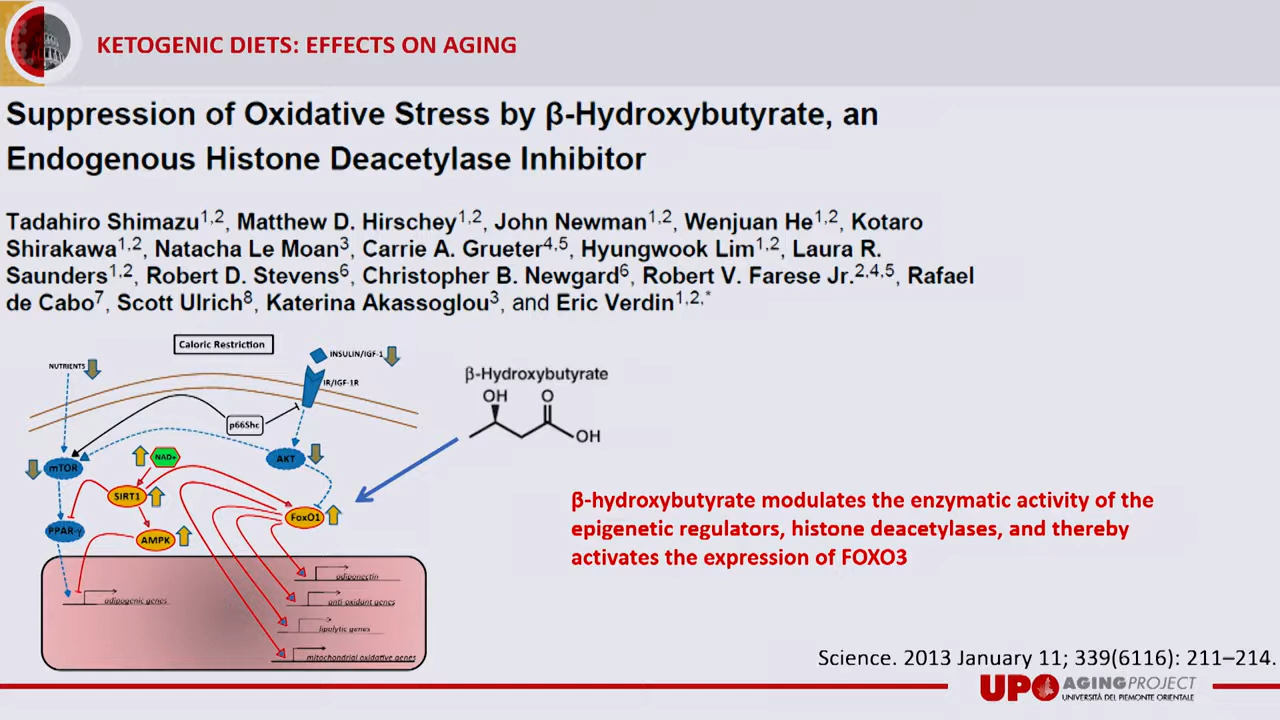 KETOGENIC DIETS: EFFECTS ON AGING
Suppression of Oxidative Stress by β-Hydroxybutyrate, an
Endogenous Histone Deacetylase Inhibitor
Tadahiro Shimazu1,2, Matthew D. Hirschey1,2, John Newman1,2, Wenjuan He1,2, Kotaro
Shirakawa1,2, Natacha Le Moan3, Carrie A. Grueter4,5, Hyungwook Lim1,2, Laura R.
Saunders1,2, Robert D. Stevens6, Christopher B. Newgard6, Robert V. Farese Jr.2,4,5, Rafael
de Cabo7, Scott Ulrich8, Katerina Akassoglou3, and Eric Verdin1,2,*
Caloric Restriction
NUTRIENTS
INSULIN/IGF-1
IR/IGF-1R
p66Shc
mTOR
NAD+
AKT
SIRT1
FoxO1
PPAR-γ
AMPK
adiponectin
adipogenic genes
anti oxidant genes
lipolytic genes
mitochondrial oxidative genes
β-Hydroxybutyrate
OH
O
OH
β-hydroxybutyrate modulates the enzymatic activity of the
epigenetic regulators, histone deacetylases, and thereby
activates the expression of FOXO3
Science. 2013 January 11; 339(6116): 211–214.
UPO AGINGPROJECT
UNIVERSITÀ DEL PIEMONTE ORIENTALE